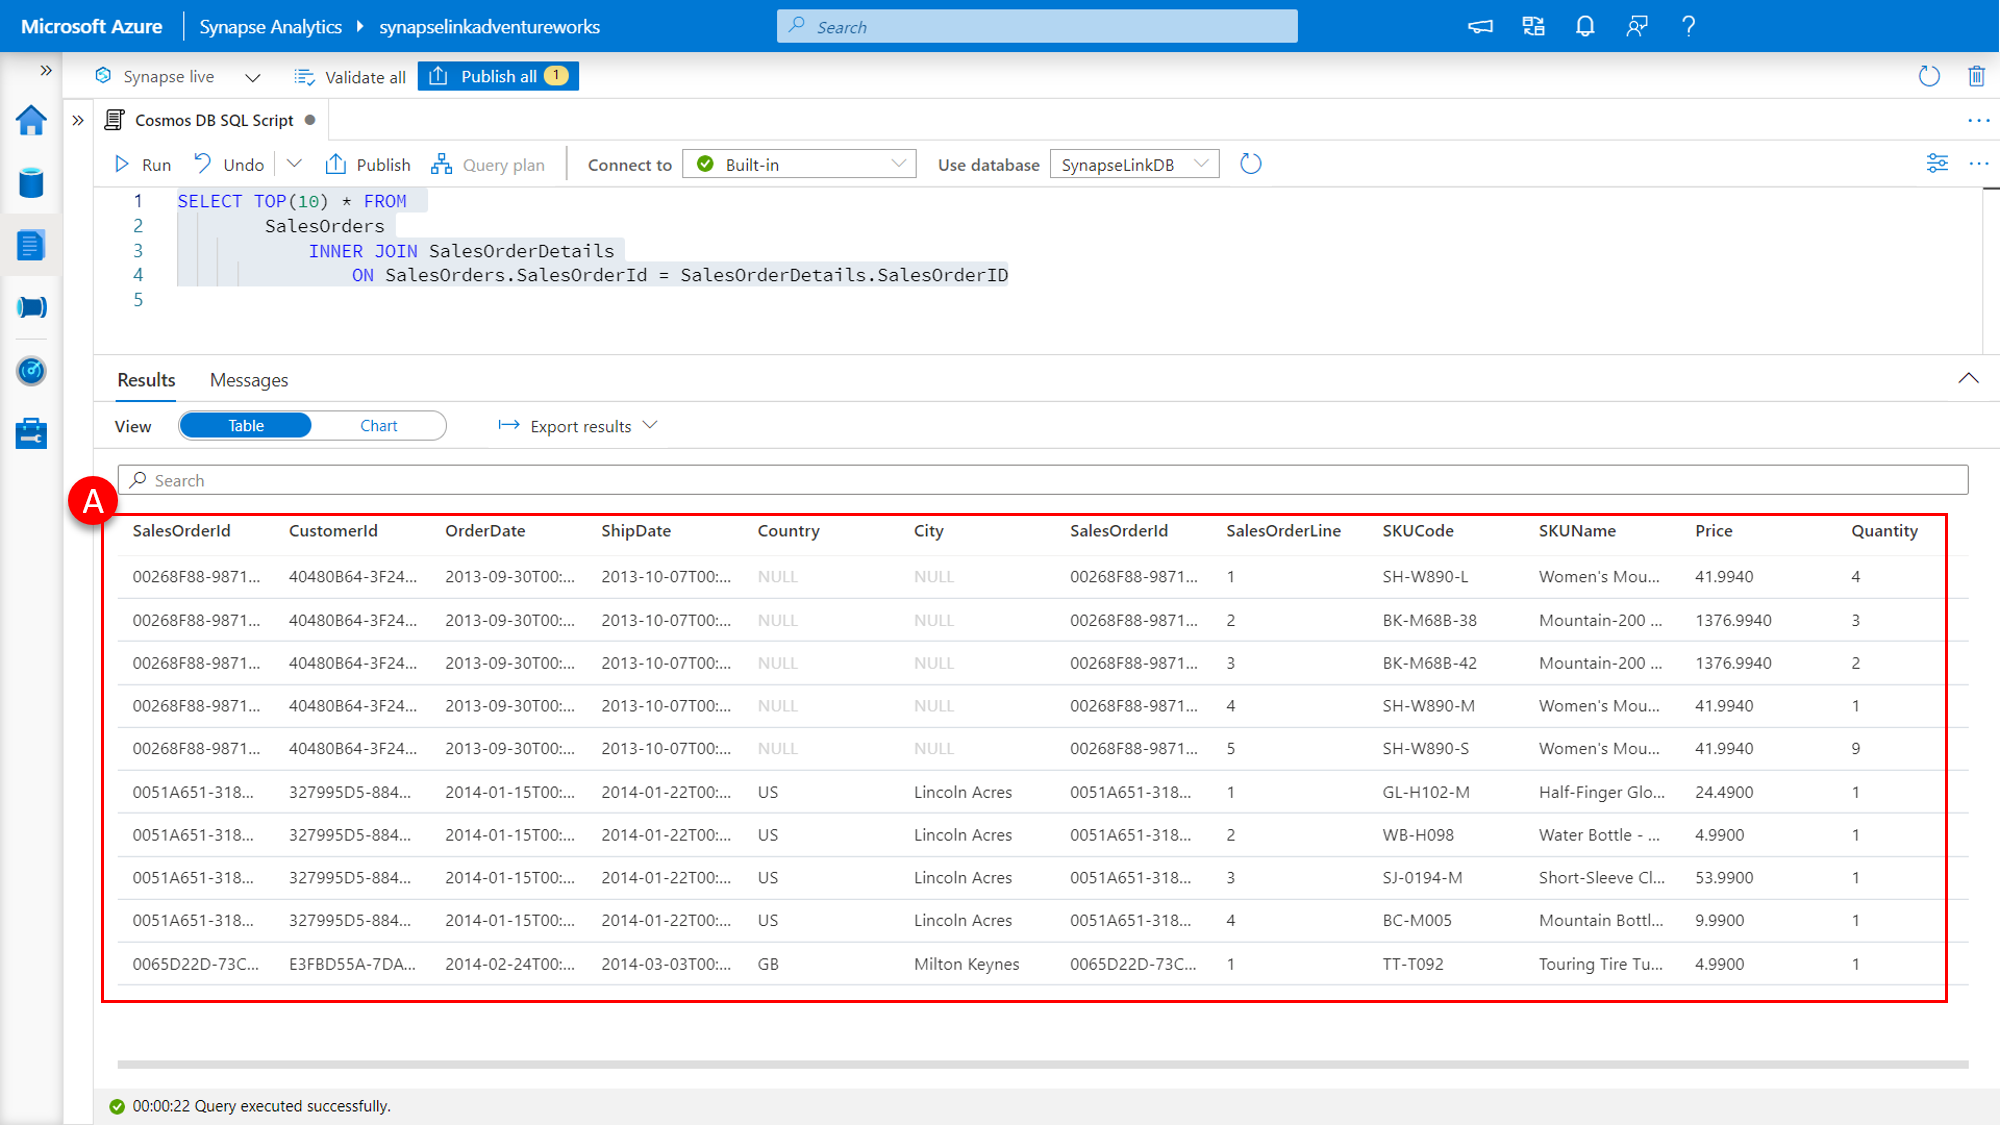 Microsoft Azure Synapse Analytics synapselinkadventureworks Search ?
Synapse live Validate all Publish all 1
Cosmos DB SQL Script
Run Undo Publish Query plan Connect to Built-in Use database SynapseLinkDB
1 SELECT TOP(10) * FROM
2 SalesOrders
3 INNER JOIN SalesOrderDetails
4 ON SalesOrders.SalesOrderId = SalesOrderDetails.SalesOrderID
5
Results Messages
View Table Chart Export results
Search
A
SalesOrderId CustomerId OrderDate ShipDate Country City SalesOrderId SalesOrderLine SKUCode SKUName Price Quantity
00268F88-9871... 40480B64-3F24... 2013-09-30T00:... 2013-10-07T00:... NULL NULL 00268F88-9871... 1 SH-W890-L Women's Mou... 41.9940 4
00268F88-9871... 40480B64-3F24... 2013-09-30T00:... 2013-10-07T00:... NULL NULL 00268F88-9871... 2 BK-M68B-38 Mountain-200 ... 1376.9940 3
00268F88-9871... 40480B64-3F24... 2013-09-30T00:... 2013-10-07T00:... NULL NULL 00268F88-9871... 3 BK-M68B-42 Mountain-200 ... 1376.9940 2
00268F88-9871... 40480B64-3F24... 2013-09-30T00:... 2013-10-07T00:... NULL NULL 00268F88-9871... 4 SH-W890-M Women's Mou... 41.9940 1
00268F88-9871... 40480B64-3F24... 2013-09-30T00:... 2013-10-07T00:... NULL NULL 00268F88-9871... 5 SH-W890-S Women's Mou... 41.9940 9
0051A651-318... 327995D5-884... 2014-01-15T00:... 2014-01-22T00:... US Lincoln Acres 0051A651-318... 1 GL-H102-M Half-Finger Glo... 24.4900 1
0051A651-318... 327995D5-884... 2014-01-15T00:... 2014-01-22T00:... US Lincoln Acres 0051A651-318... 2 WB-H098 Water Bottle - ... 4.9900 1
0051A651-318... 327995D5-884... 2014-01-15T00:... 2014-01-22T00:... US Lincoln Acres 0051A651-318... 3 SJ-0194-M Short-Sleeve Cl... 53.9900 1
0051A651-318... 327995D5-884... 2014-01-15T00:... 2014-01-22T00:... US Lincoln Acres 0051A651-318... 4 BC-M005 Mountain Bottl... 9.9900 1
0065D22D-73C... E3FBD55A-7DA... 2014-02-24T00:... 2014-03-03T00:... GB Milton Keynes 0065D22D-73C... 1 TT-T092 Touring Tire Tu... 4.9900 1
00:00:22 Query executed successfully.